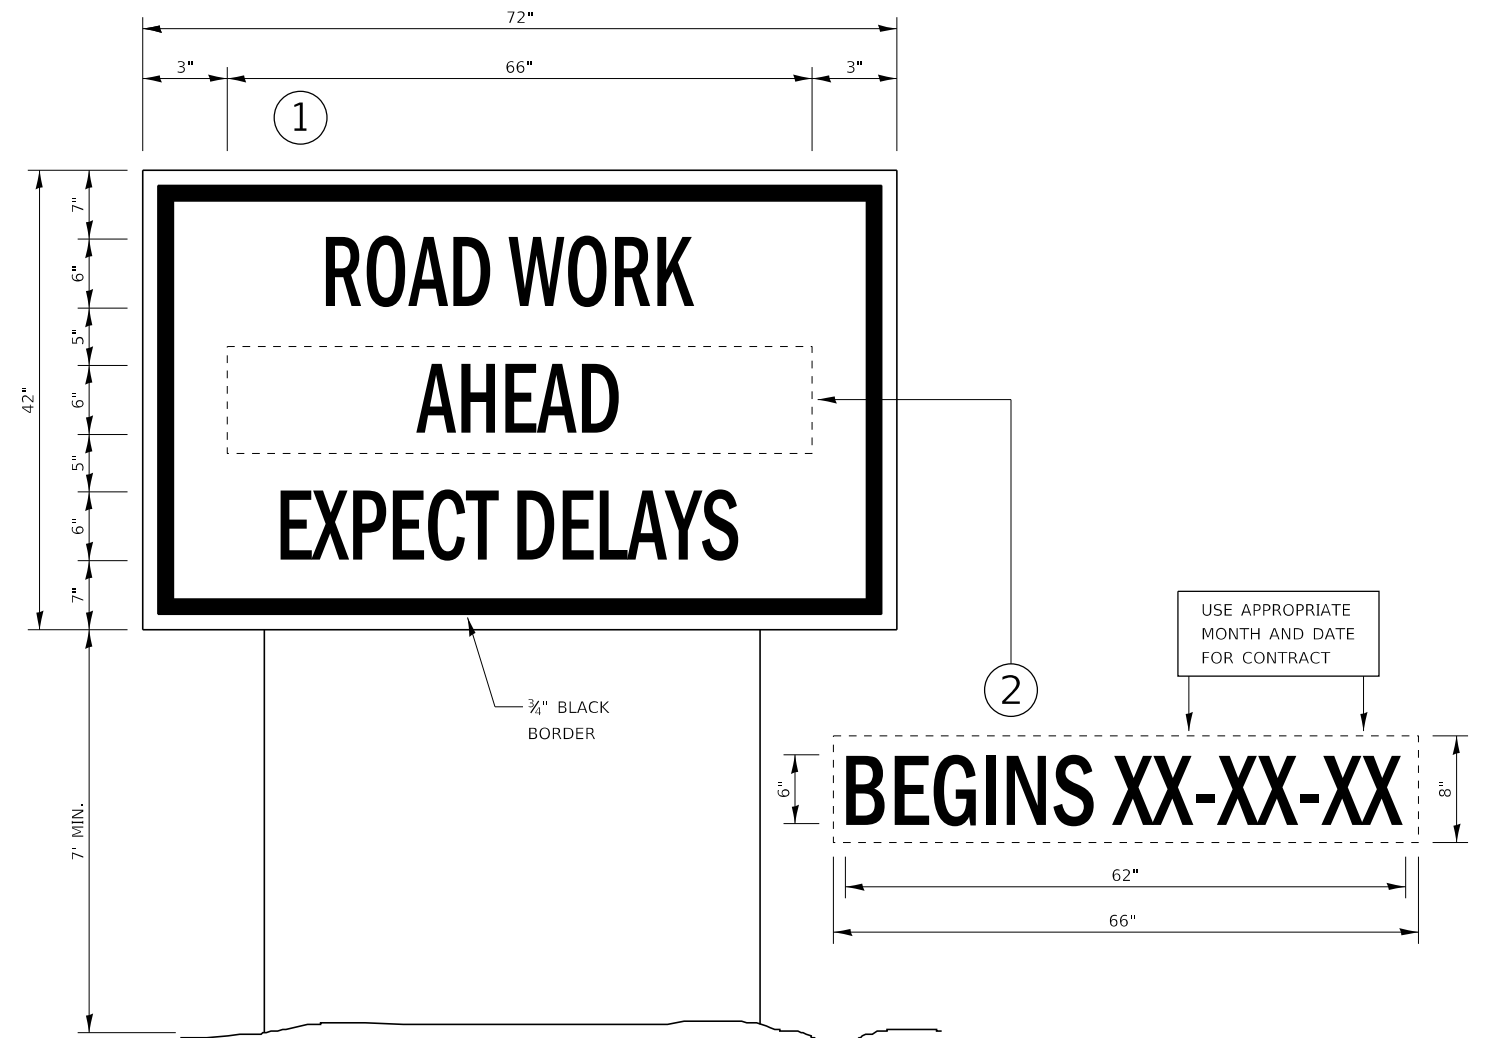 72"
3" 66" 3"
1
7"
6"
5"
6"
5"
6"
7"
42"
ROAD WORK
AHEAD
EXPECT DELAYS
¾" BLACK
BORDER
7' MIN.
2
USE APPROPRIATE
MONTH AND DATE
FOR CONTRACT
6"
BEGINS XX-XX-XX
8"
62"
66"